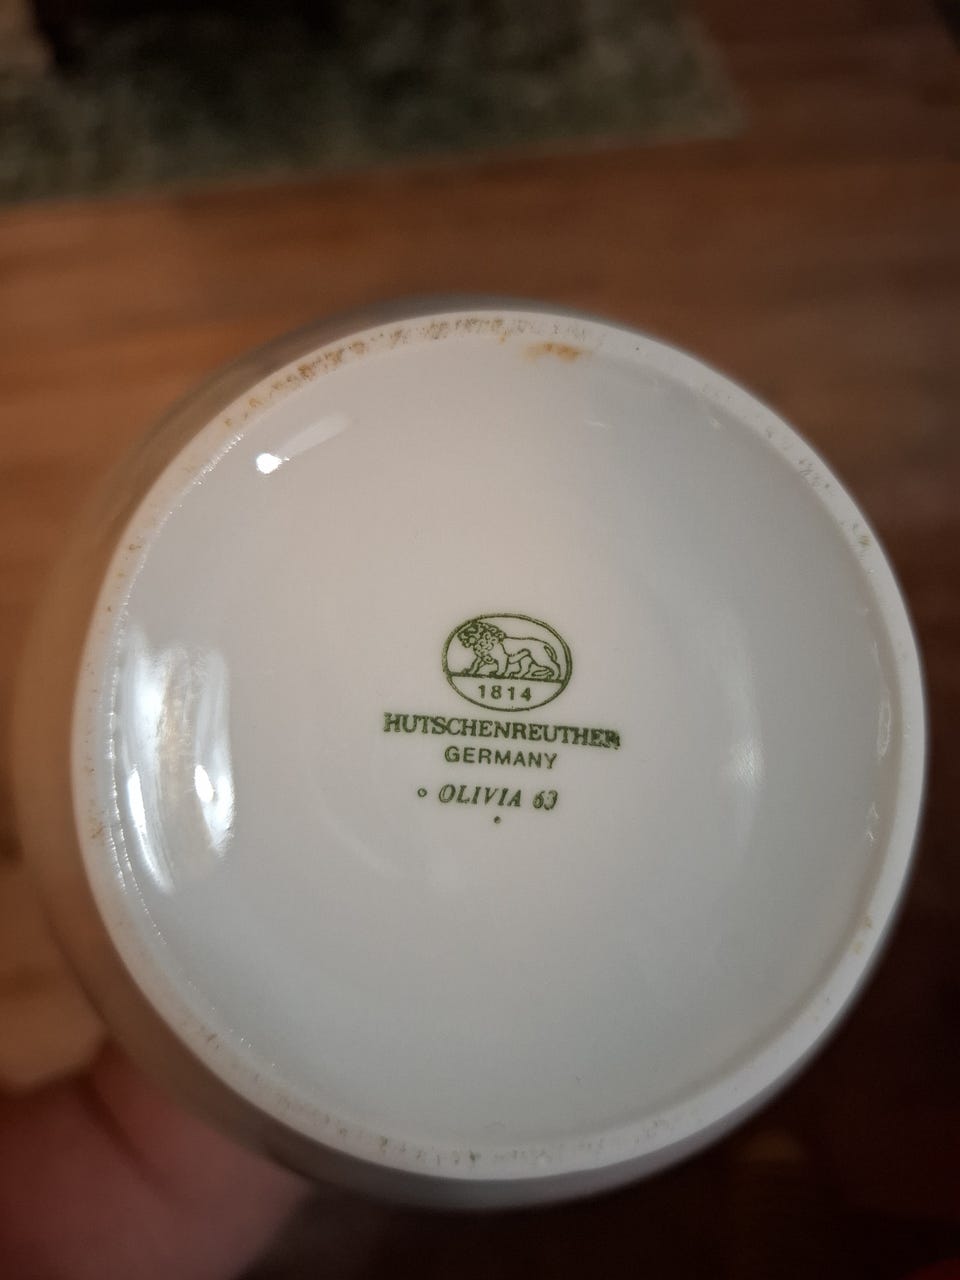 1814
HUTSCHENREUTHER
GERMANY
OLIVIA 63